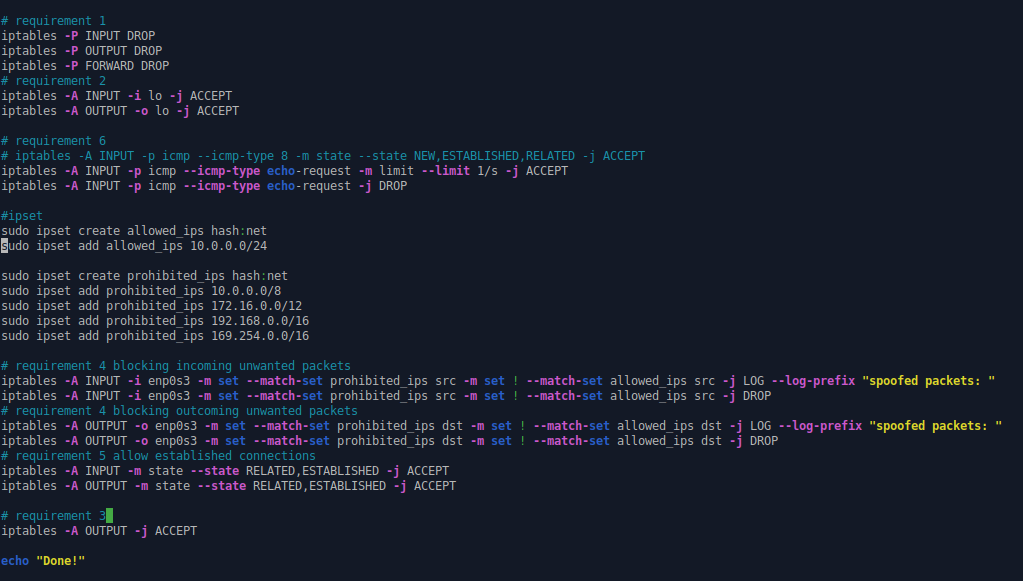 # requirement 1
iptables -P INPUT DROP
iptables -P OUTPUT DROP
iptables -P FORWARD DROP
# requirement 2
iptables -A INPUT -i lo -j ACCEPT
iptables -A OUTPUT -o lo -j ACCEPT
# requirement 6
# iptables -A INPUT -p icmp --icmp-type 8 -m state --state NEW,ESTABLISHED,RELATED -j ACCEPT
iptables -A INPUT -p icmp --icmp-type echo-request -m limit --limit 1/s -j ACCEPT
iptables -A INPUT -p icmp --icmp-type echo-request -j DROP
#ipset
sudo ipset create allowed_ips hash:net
sudo ipset add allowed_ips 10.0.0.0/24
sudo ipset create prohibited_ips hash:net
sudo ipset add prohibited_ips 10.0.0.0/8
sudo ipset add prohibited_ips 172.16.0.0/12
sudo ipset add prohibited_ips 192.168.0.0/16
sudo ipset add prohibited_ips 169.254.0.0/16
# requirement 4 blocking incoming unwanted packets
iptables -A INPUT -i enp0s3 -m set --match-set prohibited_ips src -m set ! --match-set allowed_ips src -j LOG --log-prefix "spoofed packets: "
iptables -A INPUT -i enp0s3 -m set --match-set prohibited_ips src -m set ! --match-set allowed_ips src -j DROP
# requirement 4 blocking outcoming unwanted packets
iptables -A OUTPUT -o enp0s3 -m set --match-set prohibited_ips dst -m set ! --match-set allowed_ips dst -j LOG --log-prefix "spoofed packets: "
iptables -A OUTPUT -o enp0s3 -m set --match-set prohibited_ips dst -m set ! --match-set allowed_ips dst -j DROP
# requirement 5 allow established connections
iptables -A INPUT -m state --state RELATED,ESTABLISHED -j ACCEPT
iptables -A OUTPUT -m state --state RELATED,ESTABLISHED -j ACCEPT
# requirement 3
iptables -A OUTPUT -j ACCEPT
echo "Done!"